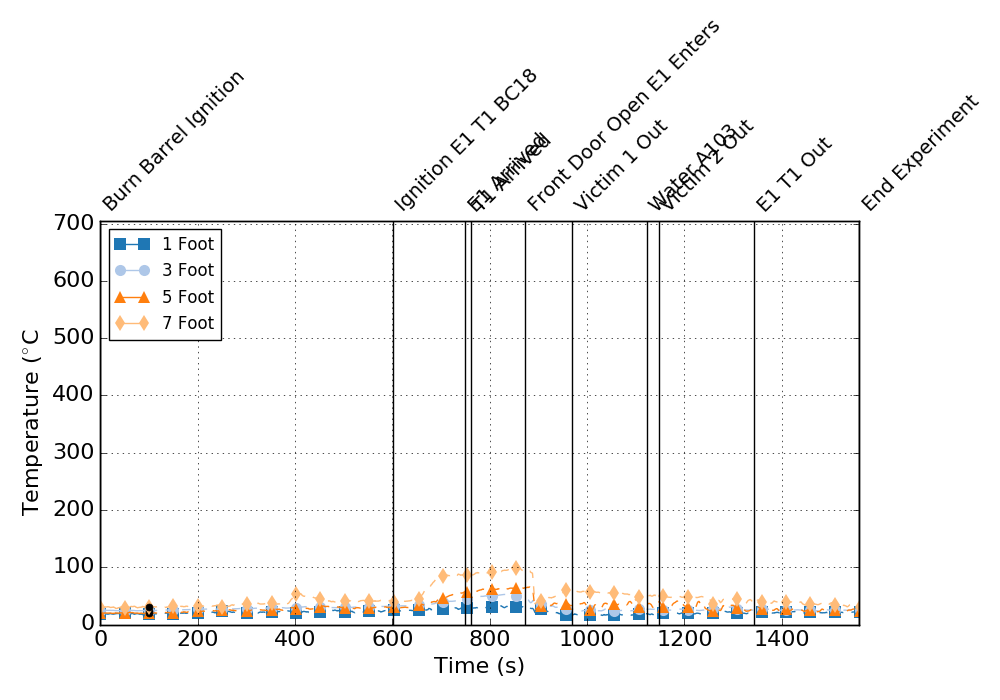 Burn Barrel Ignition
Ignition E1 T1 BC18
E1 Arrived
T1 Arrived
Front Door Open E1 Enters
Victim 1 Out
Water A103
Victim 2 Out
E1 T1 Out
End Experiment
700
600
500
400
300
200
100
0
Temperature (°C
1 Foot
3 Foot
5 Foot
7 Foot
0 200 400 600 800 1000 1200 1400
Time (s)